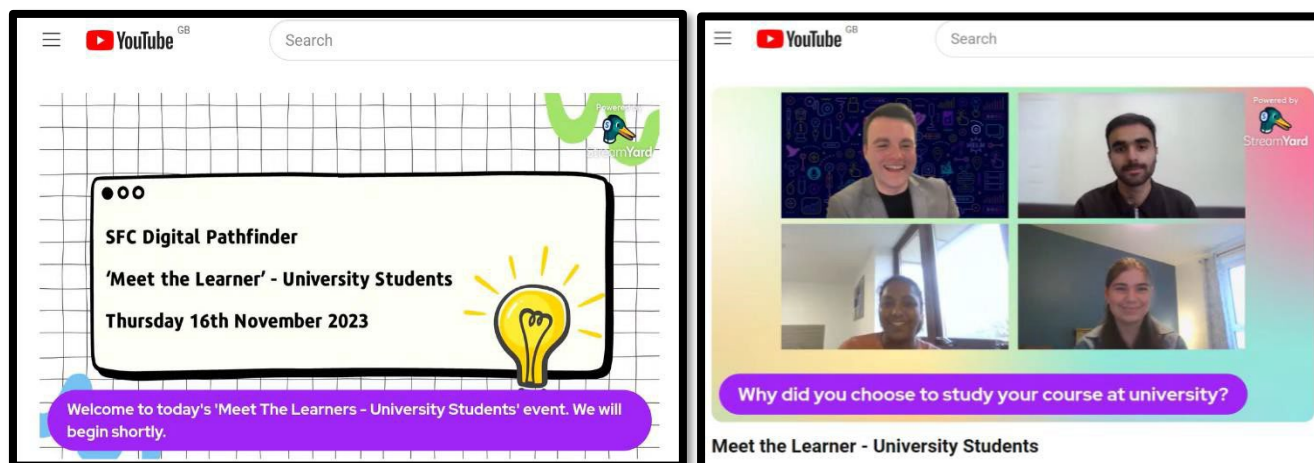 YouTube GB
Search
Powered by
StreamYard
SFC Digital Pathfinder
‘Meet the Learner’ - University Students
Thursday 16th November 2023
Welcome to today's 'Meet The Learners - University Students' event. We will
begin shortly.
YouTube GB
Search
Powered by
StreamYard
Why did you choose to study your course at university?
Meet the Learner - University Students